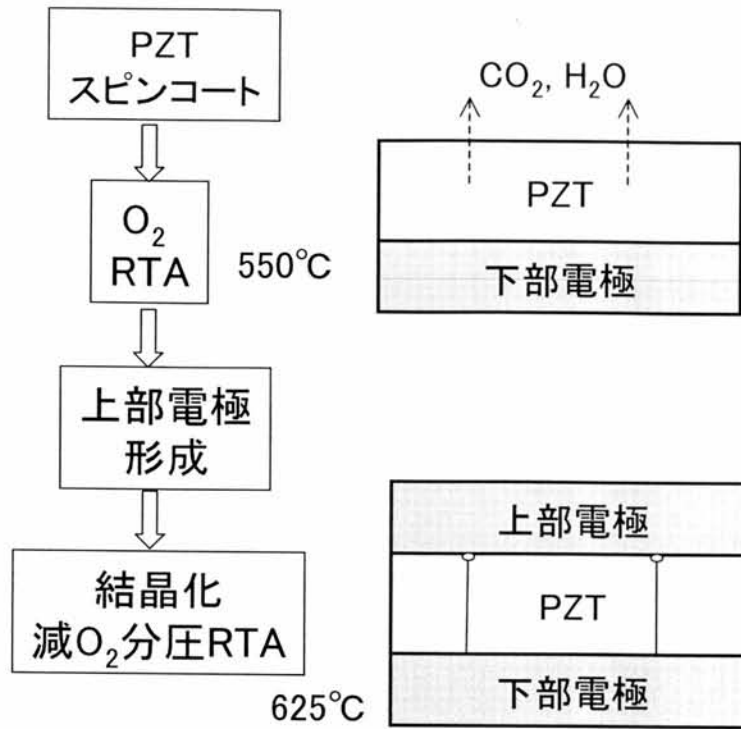 PZT
スピンコート
O₂
RTA
550℃
上部電極
形成
結晶化
減O₂分圧RTA
625℃
CO₂, H₂O
PZT
下部電極
上部電極
PZT
下部電極